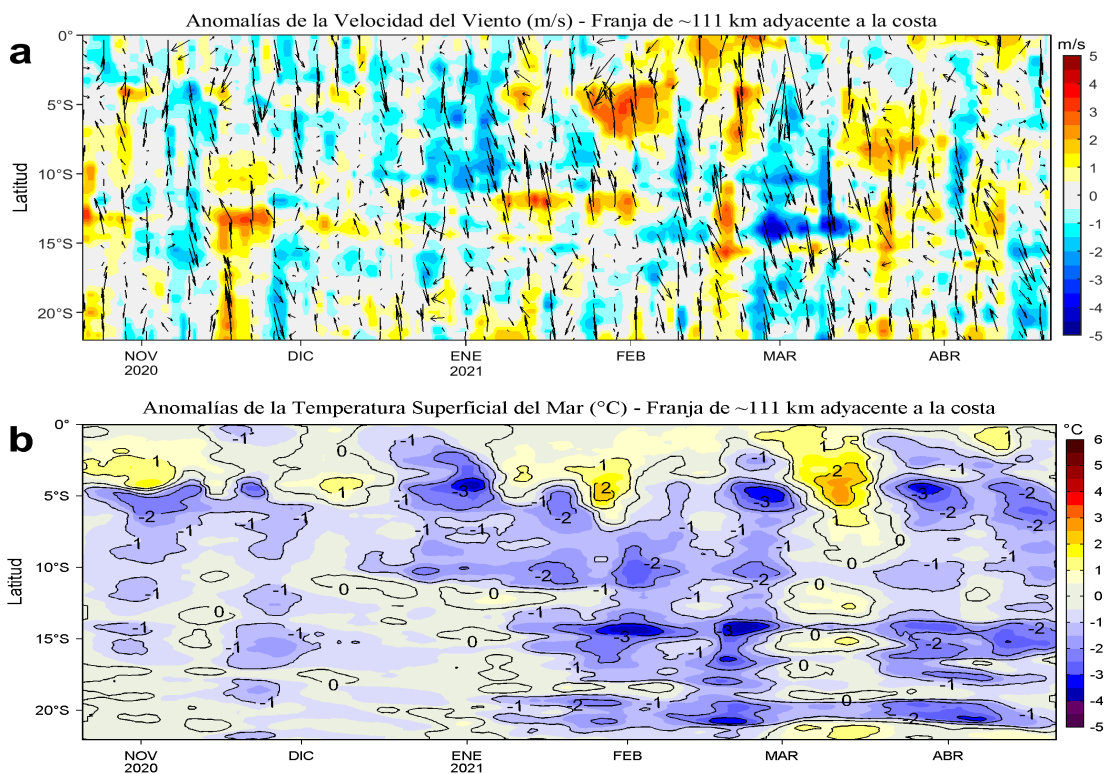 Anomalías de la Velocidad del Viento (m/s) - Franja de ~111 km adyacente a la costa
a
m/s
Latitud
0°
5°S
10°S
15°S
20°S
5
4
3
2
1
0
-1
-2
-3
-4
-5
NOV DIC ENE FEB MAR ABR
2020 2021
Anomalías de la Temperatura Superficial del Mar (°C) - Franja de ~111 km adyacente a la costa
b
°C
Latitud
0°
5°S
10°S
15°S
20°S
6
5
4
3
2
1
0
-1
-2
-3
-4
-5
NOV DIC ENE FEB MAR ABR
2020 2021